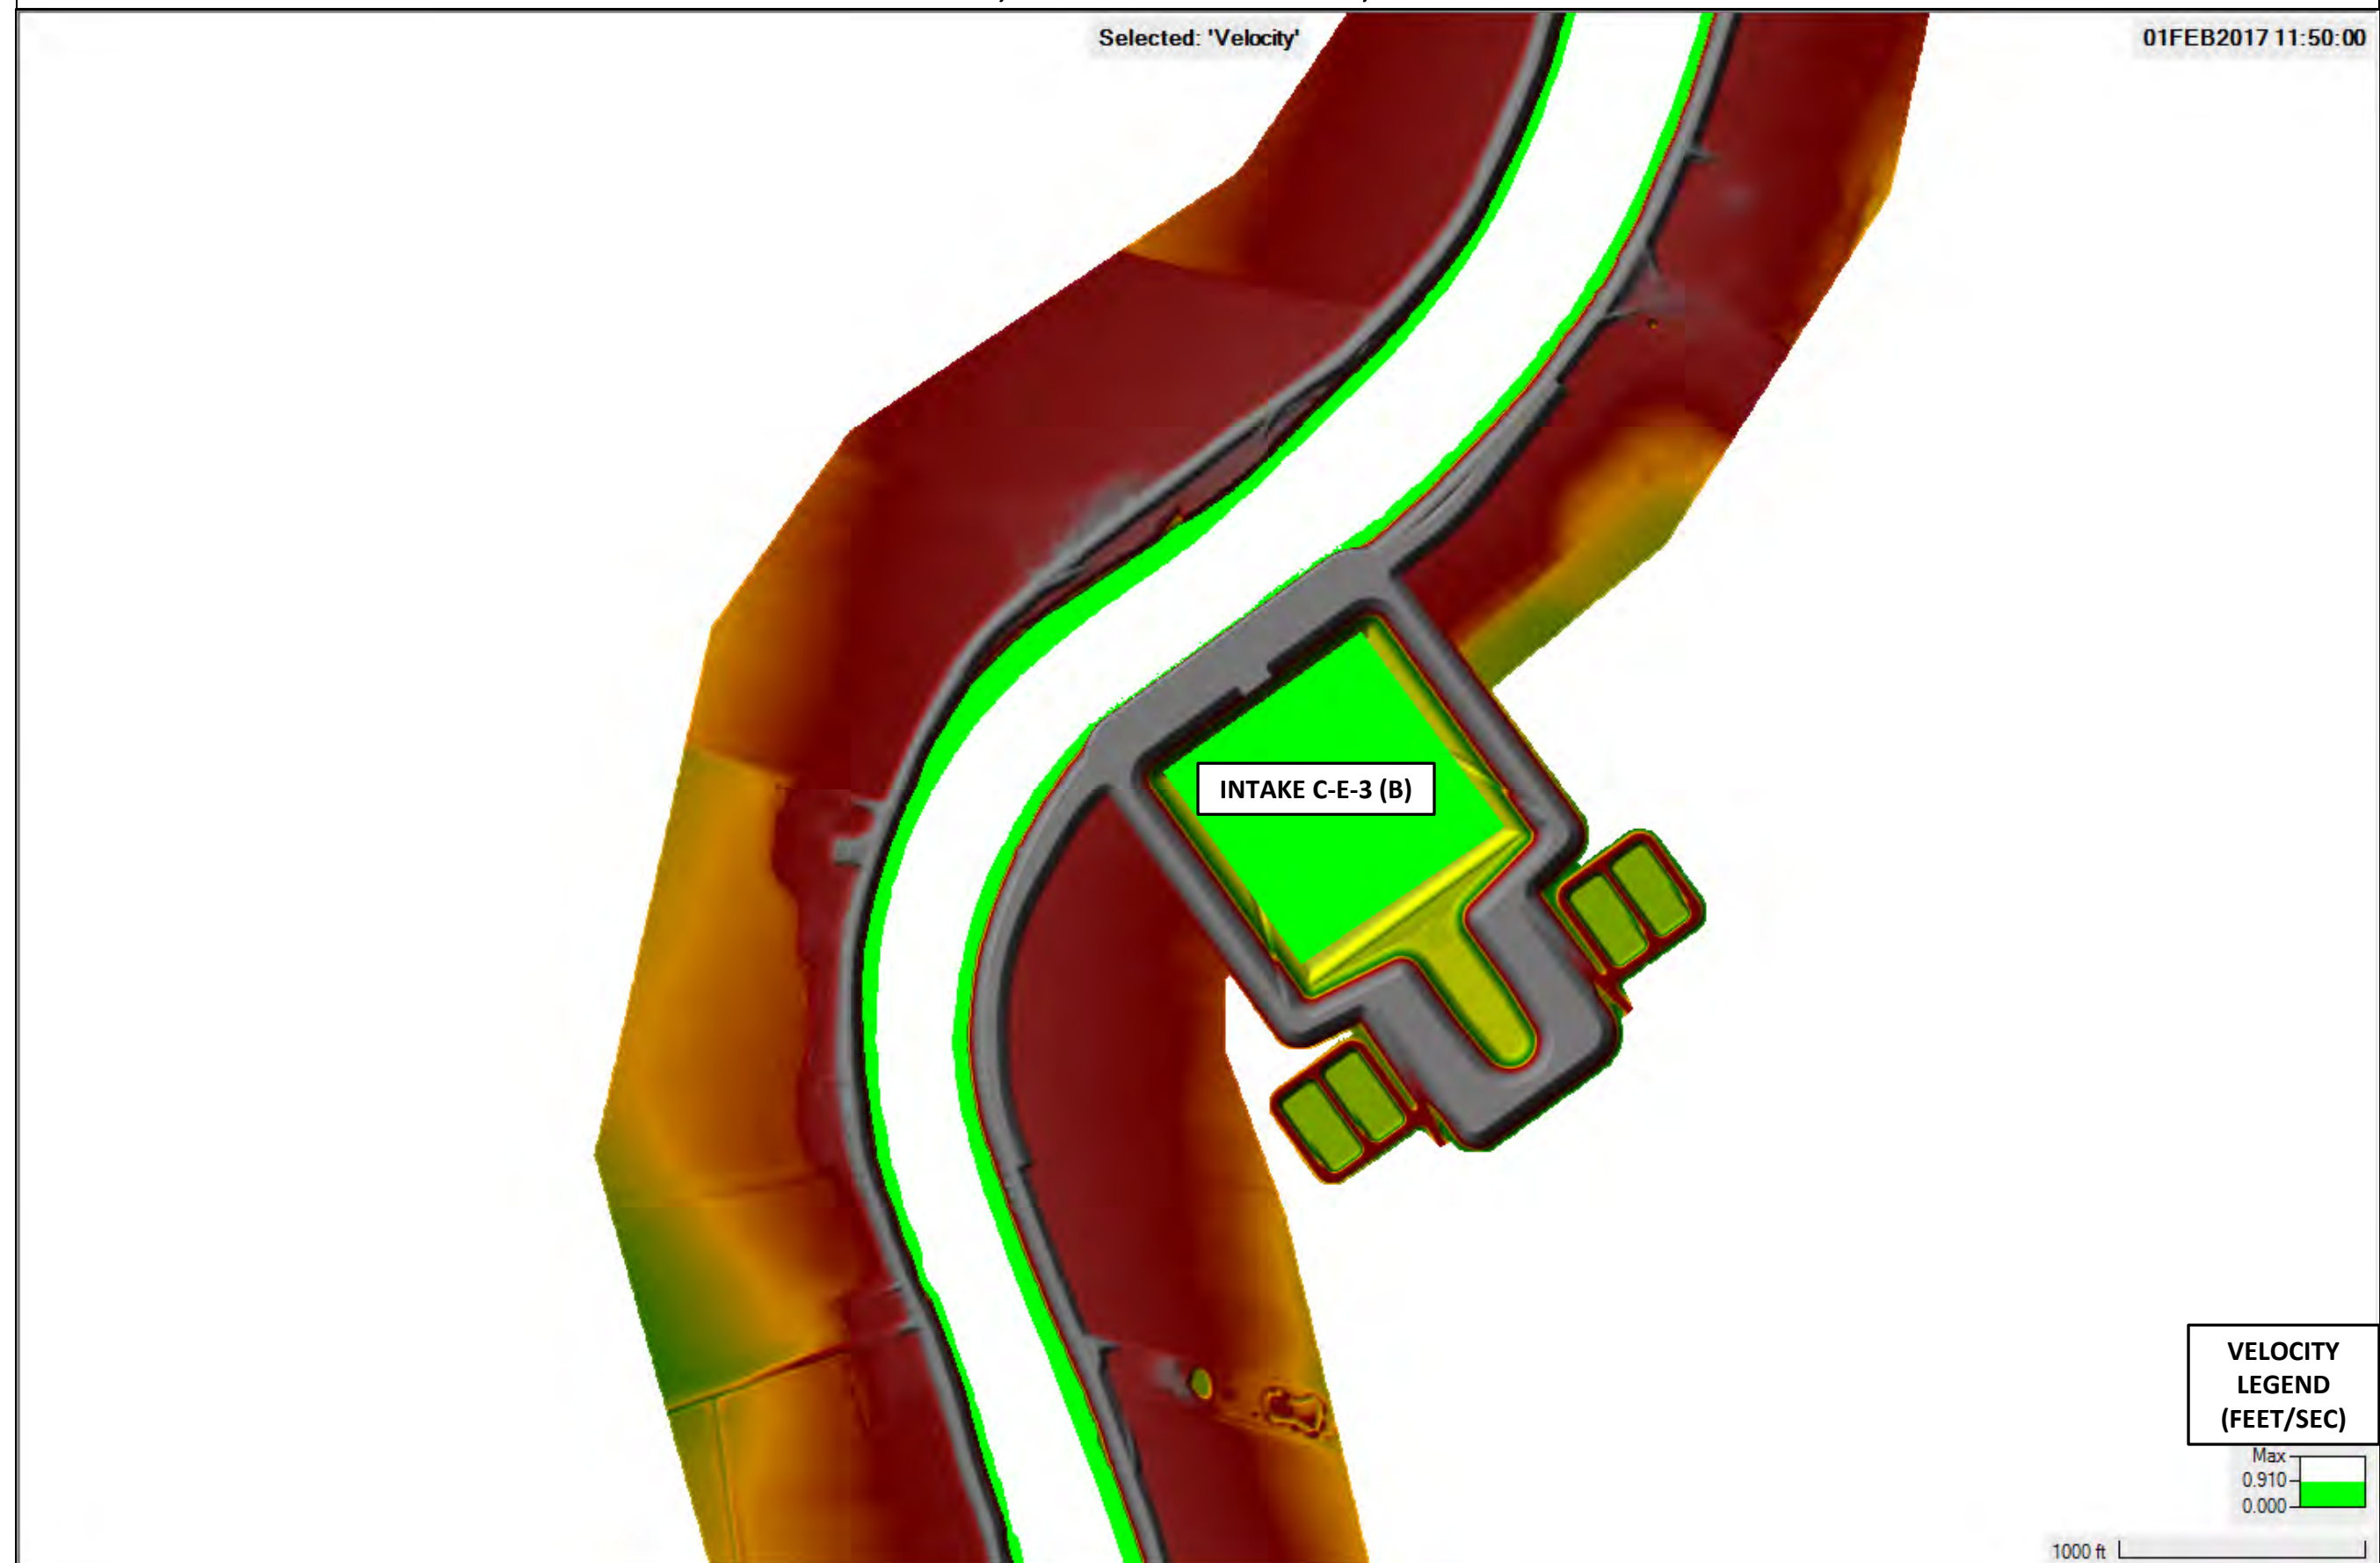 Selected: 'Velocity'
01FEB2017 11:50:00
INTAKE C-E-3 (B)
VELOCITY
LEGEND
(FEET/SEC)
Max
0.910
0.000
1000 ft